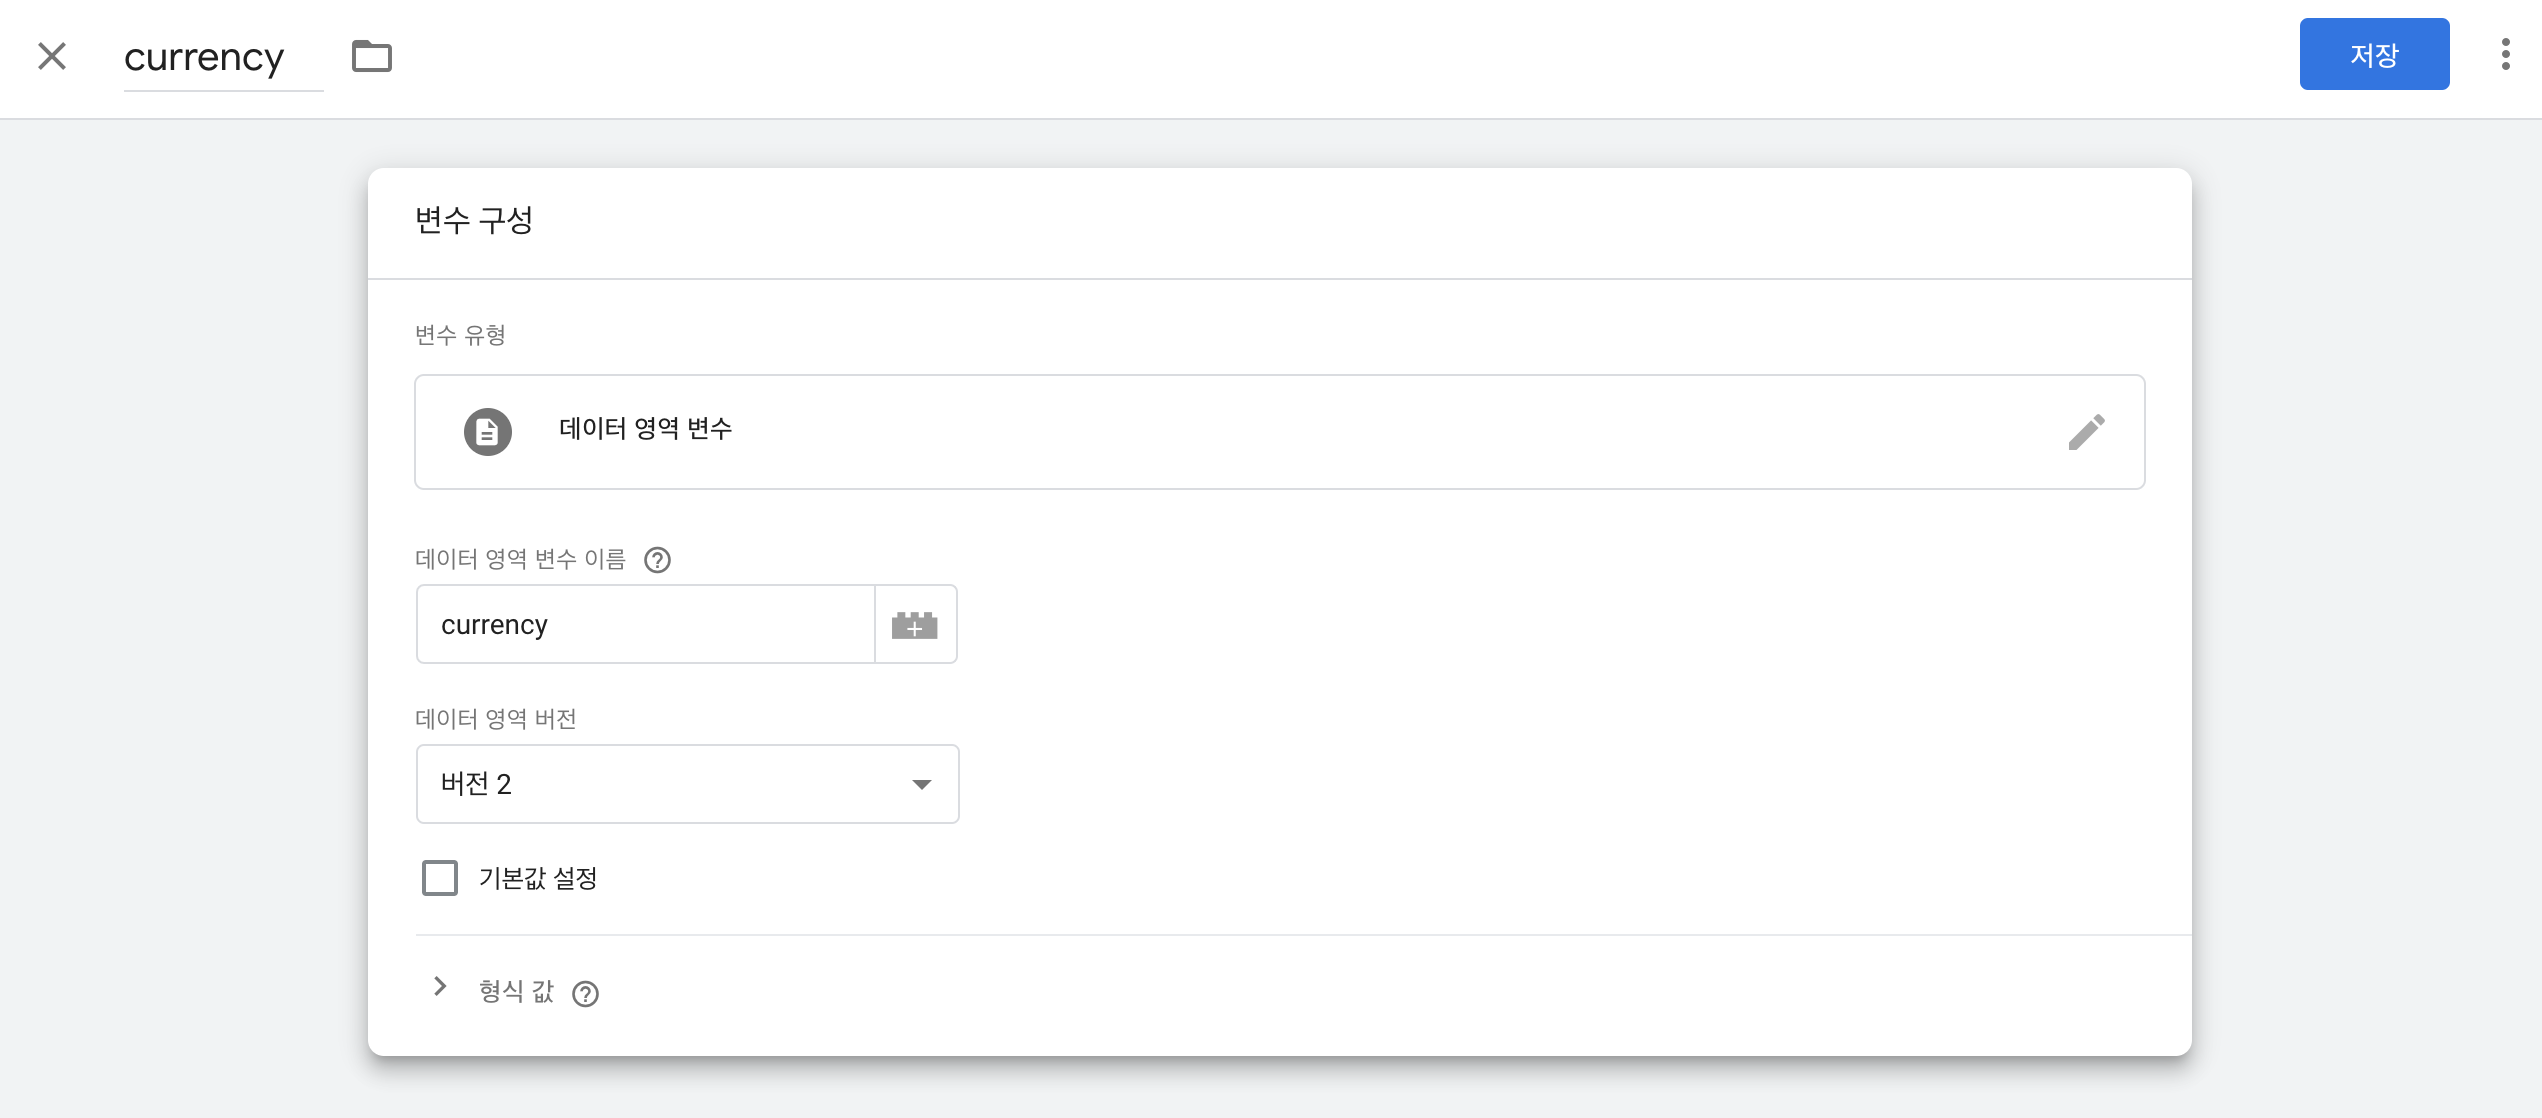 currency
저장
변수 구성
변수 유형
데이터 영역 변수
데이터 영역 변수 이름
currency
데이터 영역 버전
버전 2
기본값 설정
형식 값